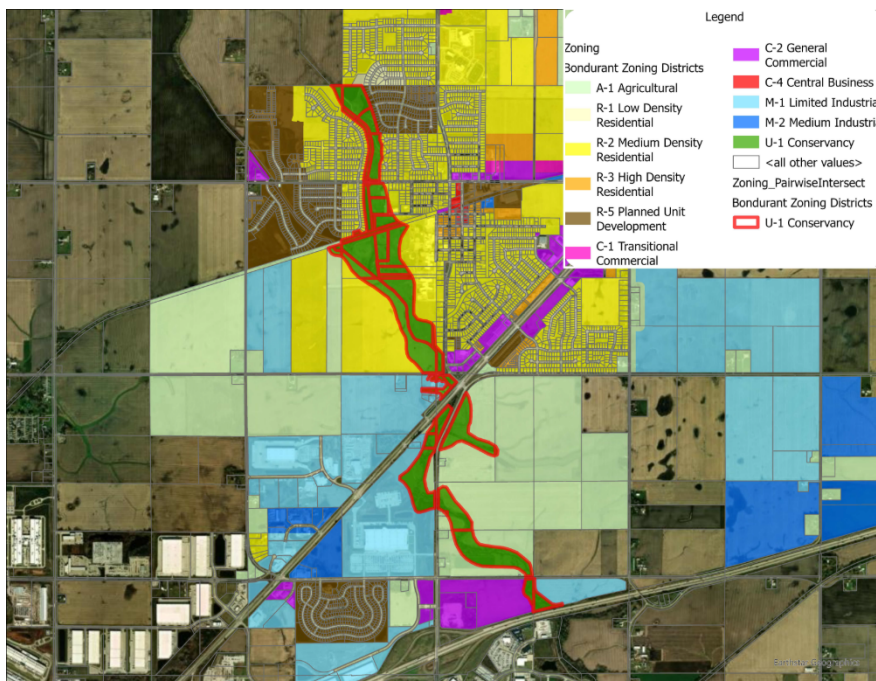 Legend
Zoning
Bondurant Zoning Districts
A-1 Agricultural
R-1 Low Density
Residential
R-2 Medium Density
Residential
R-3 High Density
Residential
R-5 Planned Unit
Development
C-1 Transitional
Commercial
C-2 General
Commercial
C-4 Central Business
M-1 Limited Industria
M-2 Medium Industria
U-1 Conservancy
<all other values>
Zoning_PairwiseIntersect
Bondurant Zoning Districts
U-1 Conservancy